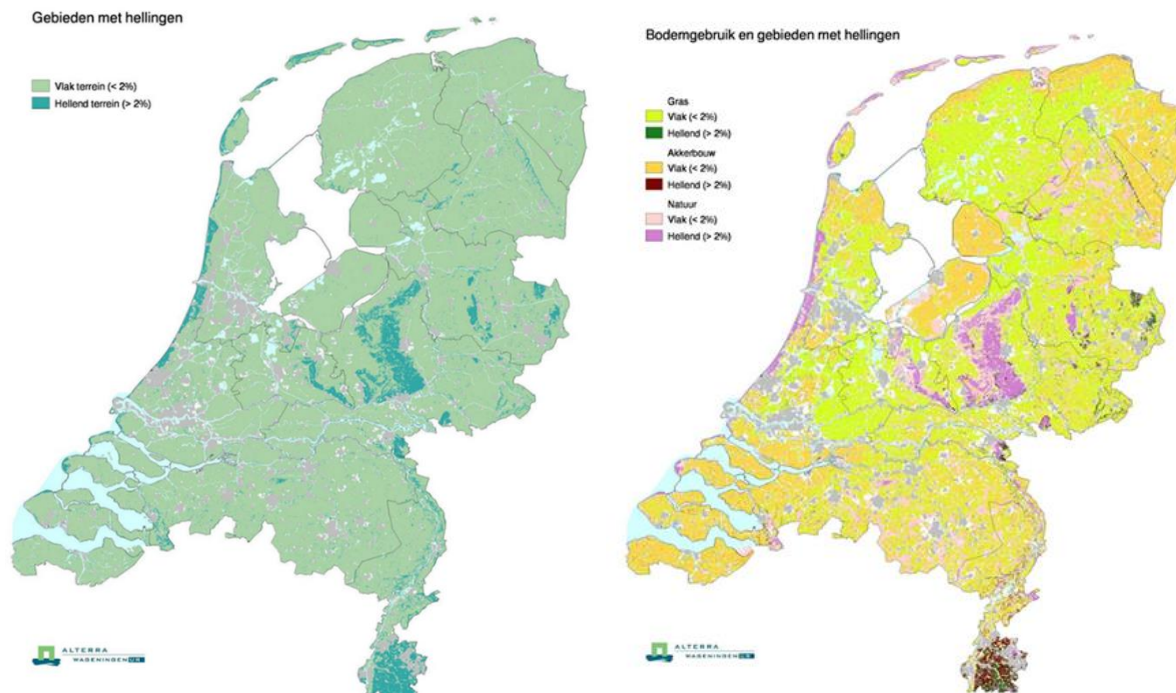 Gebieden met hellingen
Vlak terrein (< 2%)
Hellend terrein (> 2%)
ALTERRA
WAGENINGEN UR
Bodemgebruik en gebieden met hellingen
Gras
Vlak (< 2%)
Hellend (> 2%)
Akkerbouw
Vlak (< 2%)
Hellend (> 2%)
Natuur
Vlak (< 2%)
Hellend (> 2%)
ALTERRA
WAGENINGEN UR